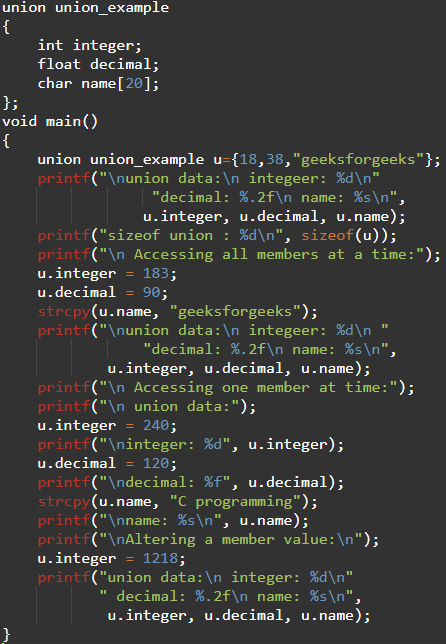 union union_example
{
int integer;
float decimal;
char name[20];
};
void main()
{
union union_example u={18,38,"geeksforgeeks"};
printf("\nunion data:\n integeer: %d\n"
"decimal: %.2f\n name: %s\n",
u.integer, u.decimal, u.name);
printf("sizeof union : %d\n", sizeof(u));
printf("\n Accessing all members at a time:");
u.integer = 183;
u.decimal = 90;
strcpy(u.name, "geeksforgeeks");
printf("\nunion data:\n integeer: %d\n "
"decimal: %.2f\n name: %s\n",
u.integer, u.decimal, u.name);
printf("\n Accessing one member at time:");
printf("\n union data:");
u.integer = 240;
printf("\ninteger: %d", u.integer);
u.decimal = 120;
printf("\ndecimal: %f", u.decimal);
strcpy(u.name, "C programming");
printf("\nname: %s\n", u.name);
printf("\nAltering a member value:\n");
u.integer = 1218;
printf("union data:\n integer: %d\n"
" decimal: %.2f\n name: %s\n",
u.integer, u.decimal, u.name);
}